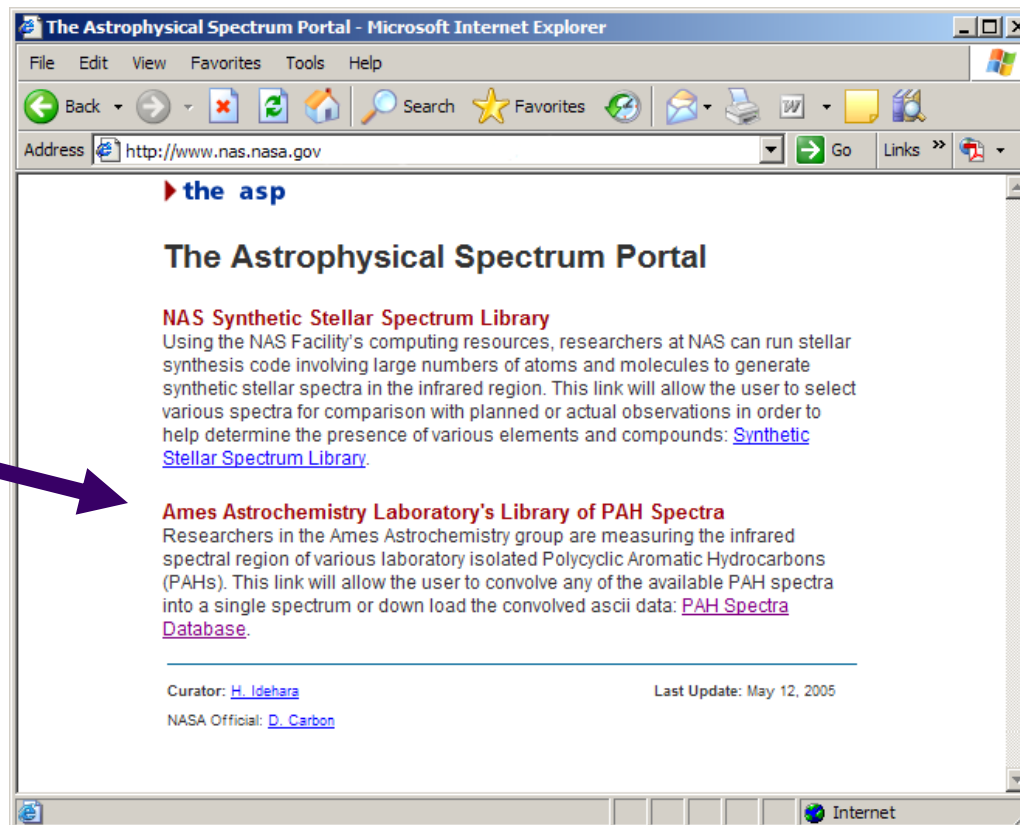 The Astrophysical Spectrum Portal - Microsoft Internet Explorer
File Edit View Favorites Tools Help
Back Search Favorites
Address http://www.nas.nasa.gov Go Links »
the asp
The Astrophysical Spectrum Portal
NAS Synthetic Stellar Spectrum Library
Using the NAS Facility's computing resources, researchers at NAS can run stellar
synthesis code involving large numbers of atoms and molecules to generate
synthetic stellar spectra in the infrared region. This link will allow the user to select
various spectra for comparison with planned or actual observations in order to
help determine the presence of various elements and compounds: Synthetic
Stellar Spectrum Library.
Ames Astrochemistry Laboratory's Library of PAH Spectra
Researchers in the Ames Astrochemistry group are measuring the infrared
spectral region of various laboratory isolated Polycyclic Aromatic Hydrocarbons
(PAHs). This link will allow the user to convolve any of the available PAH spectra
into a single spectrum or down load the convolved ascii data: PAH Spectra
Database.
Curator: H. Idehara Last Update: May 12, 2005
NASA Official: D. Carbon
Internet